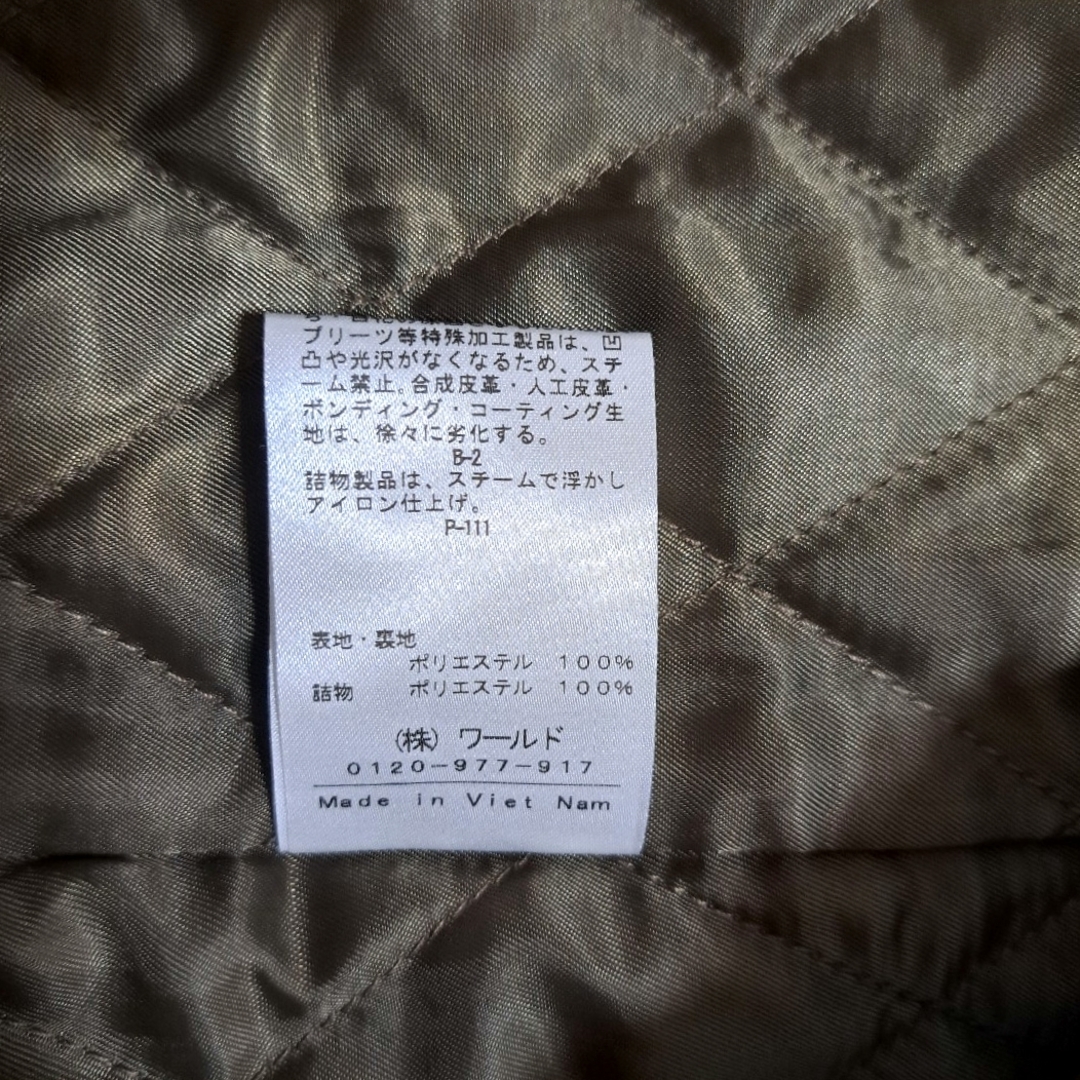 プリーツ等特殊加工製品は、凹
凸や光沢がなくなるため、スチ
ーム禁止。合成皮革・人工皮革・
ボンディング・コーティング生
地は、徐々に劣化する。
B-2
詰物製品は、スチームで浮かし
アイロン仕上げ。
P-111
表地・裏地
ポリエステル 100%
詰物 ポリエステル 100%
(株) ワールド
0120-977-917
Made in Viet Nam